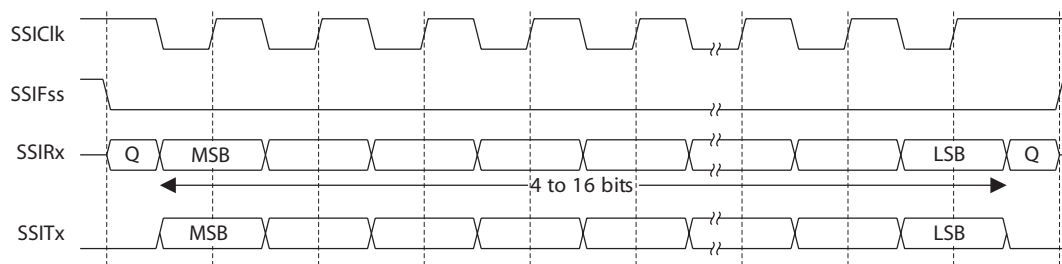 SSIClk
SSIFss
SSIRx Q MSB LSB Q
4 to 16 bits
SSITx MSB LSB